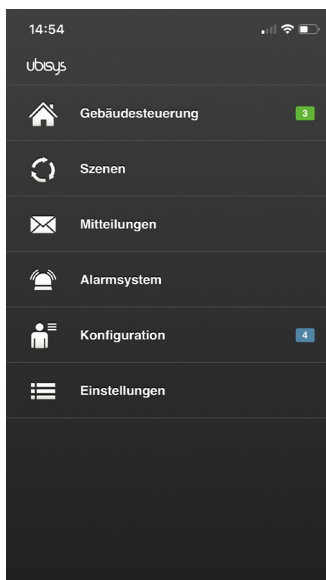 14:54
ubisys
Gebäudesteuerung 3
Szenen
Mitteilungen
Alarmsystem
Konfiguration 4
Einstellungen